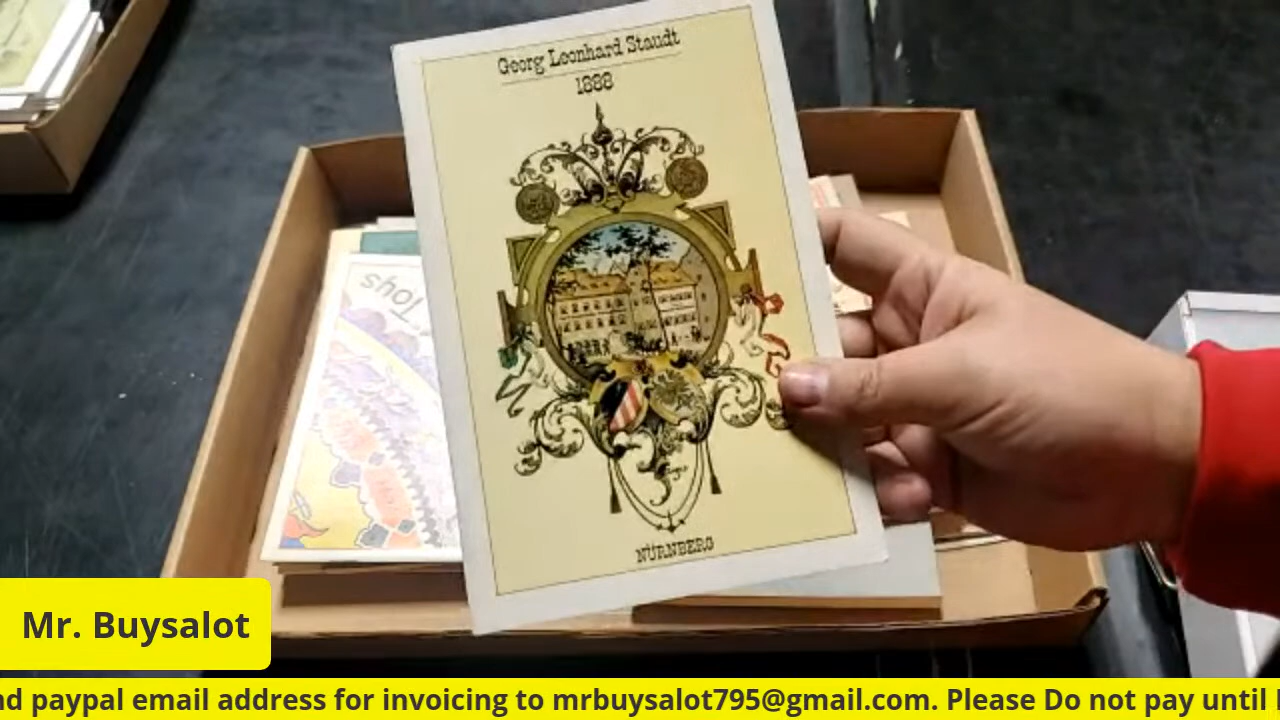 Georg Leonhard Staudt
1888
NÜRNBERG
Toys
Mr. Buysalot
nd paypal email address for invoicing to mrbuysalot795@gmail.com. Please Do not pay until